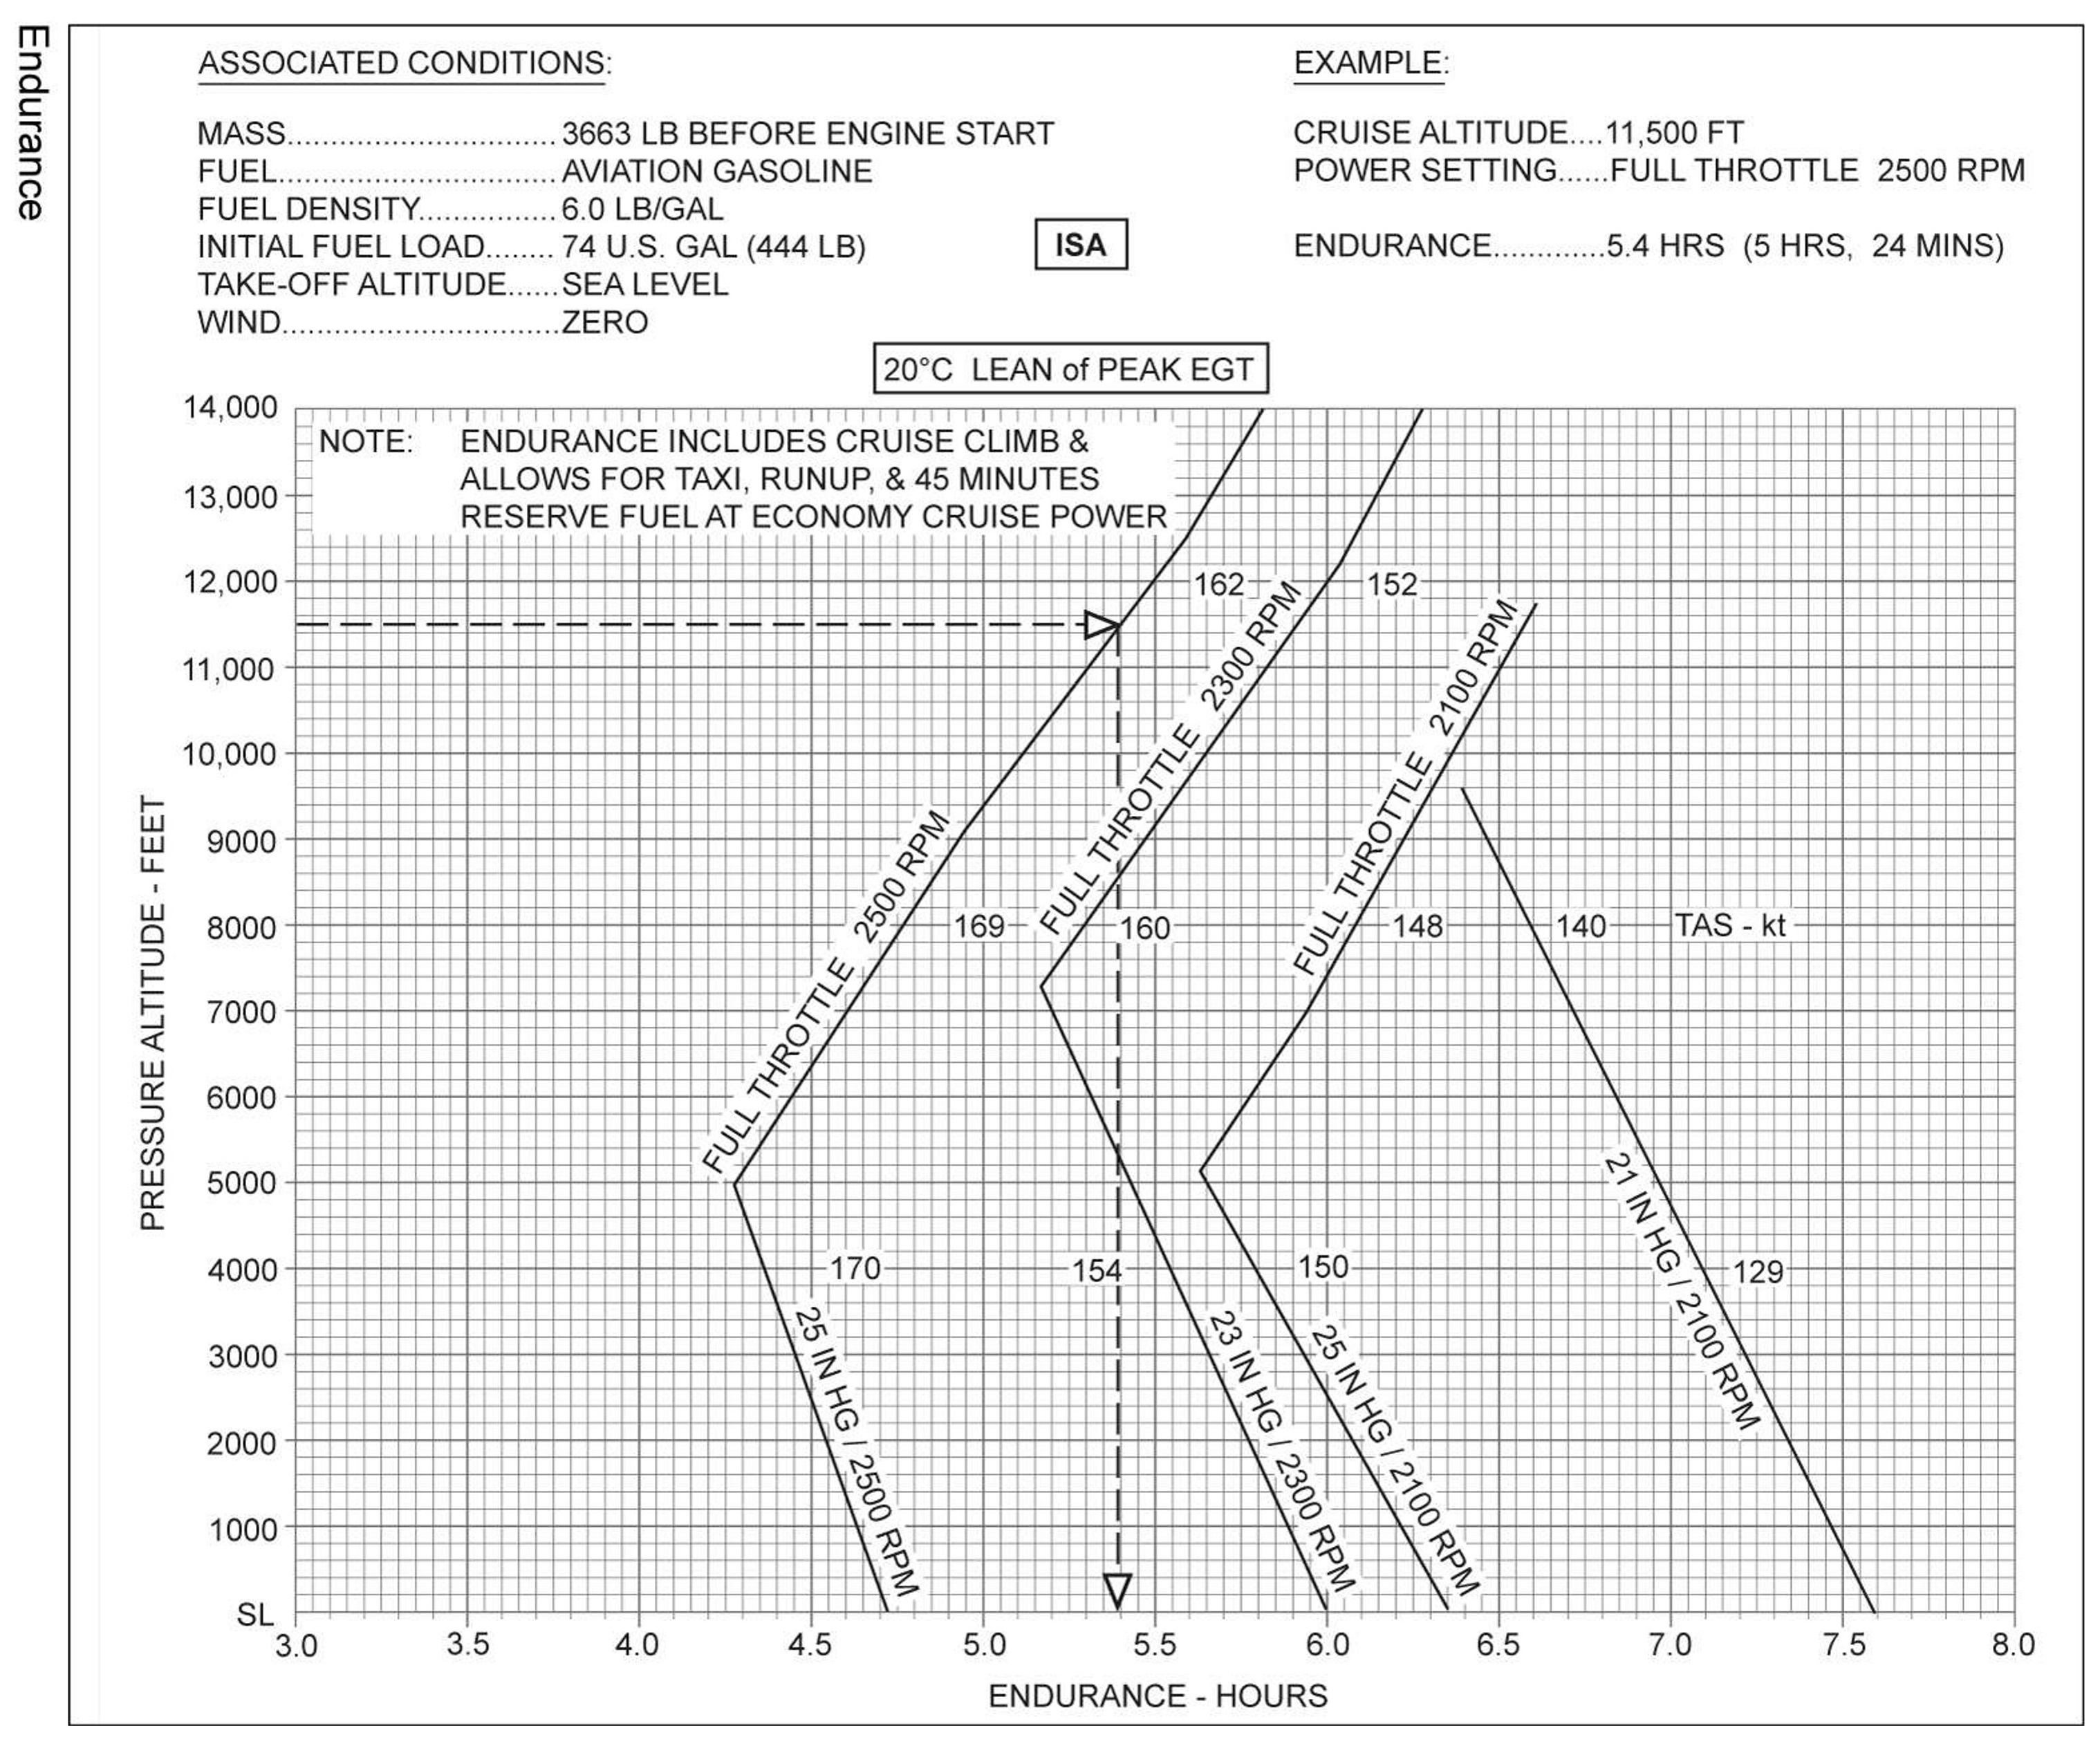 Endurance
ASSOCIATED CONDITIONS:
MASS............................... 3663 LB BEFORE ENGINE START
FUEL................................ AVIATION GASOLINE
FUEL DENSITY................ 6.0 LB/GAL
INITIAL FUEL LOAD........ 74 U.S. GAL (444 LB)
TAKE-OFF ALTITUDE...... SEA LEVEL
WIND................................ ZERO
ISA
EXAMPLE:
CRUISE ALTITUDE....11,500 FT
POWER SETTING......FULL THROTTLE 2500 RPM
ENDURANCE.............5.4 HRS (5 HRS, 24 MINS)
20°C LEAN of PEAK EGT
NOTE: ENDURANCE INCLUDES CRUISE CLIMB &
ALLOWS FOR TAXI, RUNUP, & 45 MINUTES
RESERVE FUEL AT ECONOMY CRUISE POWER
PRESSURE ALTITUDE - FEET
14,000
13,000
12,000
11,000
10,000
9000
8000
7000
6000
5000
4000
3000
2000
1000
SL
162
152
FULL THROTTLE 2500 RPM
FULL THROTTLE 2300 RPM
FULL THROTTLE 2100 RPM
169
160
148
140
TAS - kt
170
154
150
129
25 IN HG / 2500 RPM
23 IN HG / 2300 RPM
25 IN HG / 2100 RPM
21 IN HG / 2100 RPM
3.0 3.5 4.0 4.5 5.0 5.5 6.0 6.5 7.0 7.5 8.0
ENDURANCE - HOURS